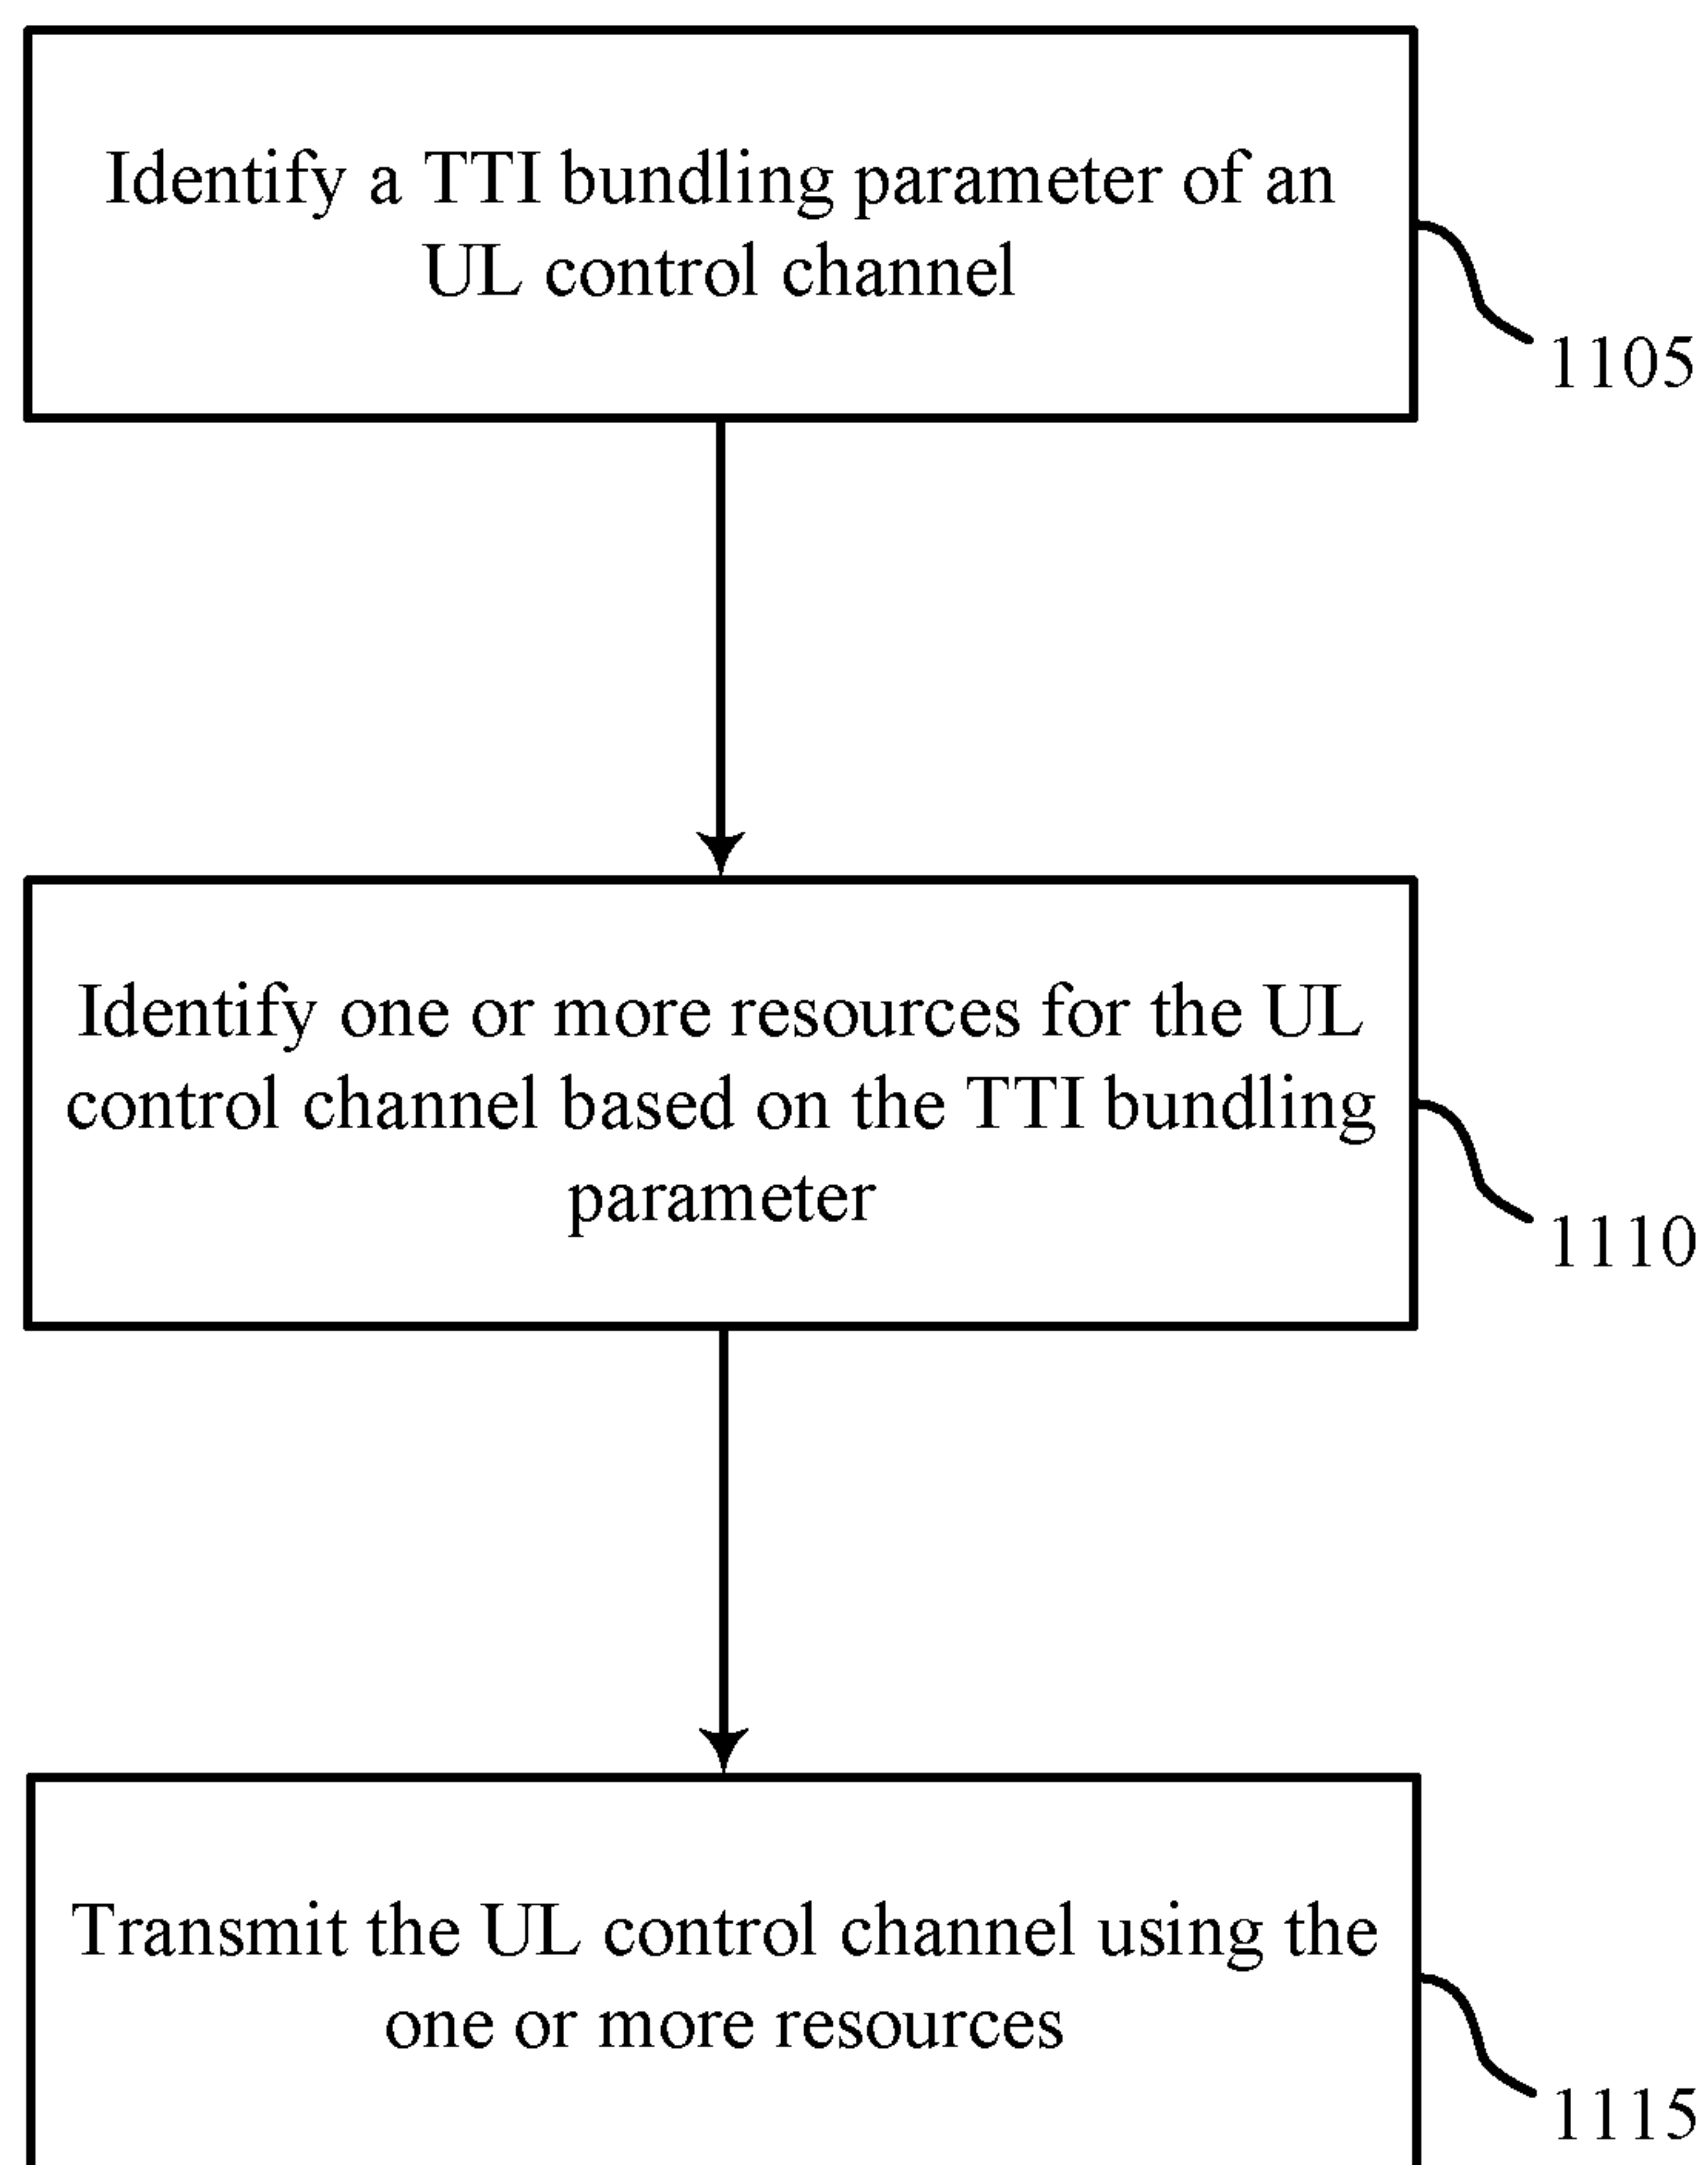 Identify a TTI bundling parameter of an
UL control channel
1105
Identify one or more resources for the UL
control channel based on the TTI bundling
parameter
1110
Transmit the UL control channel using the
one or more resources
1115